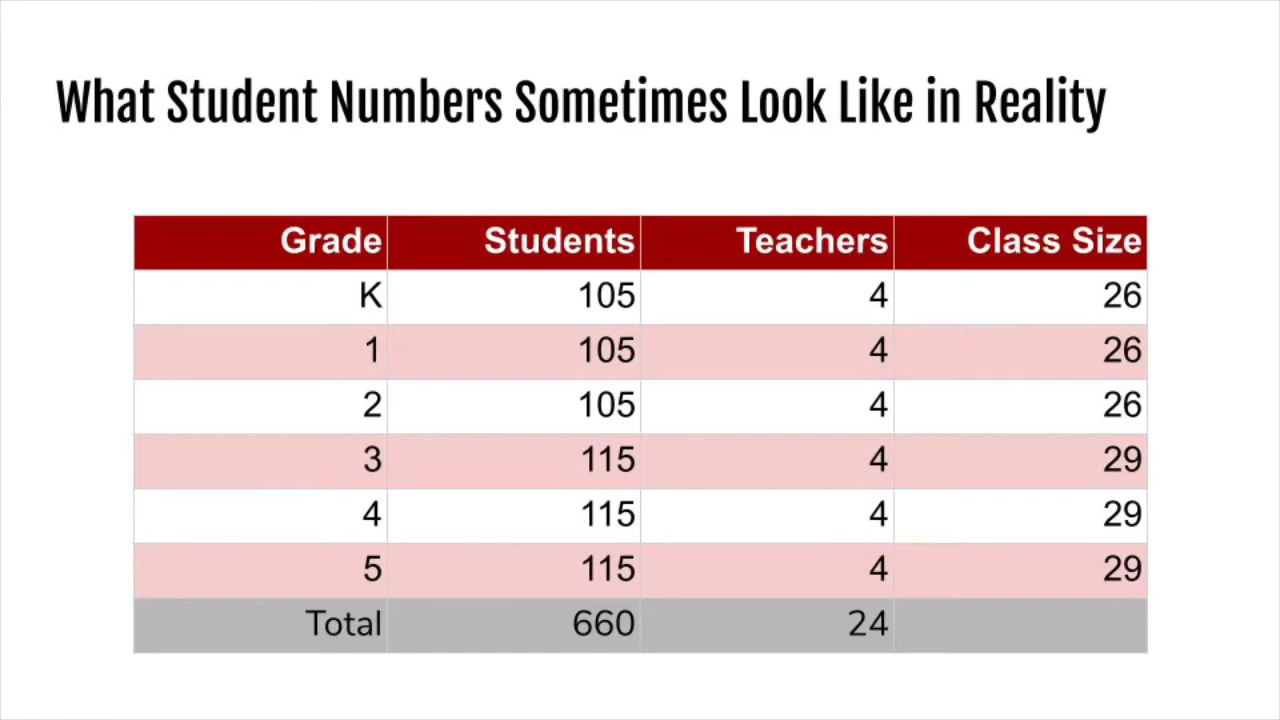 What Student Numbers Sometimes Look Like in Reality
Grade Students Teachers Class Size
K 105 4 26
1 105 4 26
2 105 4 26
3 115 4 29
4 115 4 29
5 115 4 29
Total 660 24